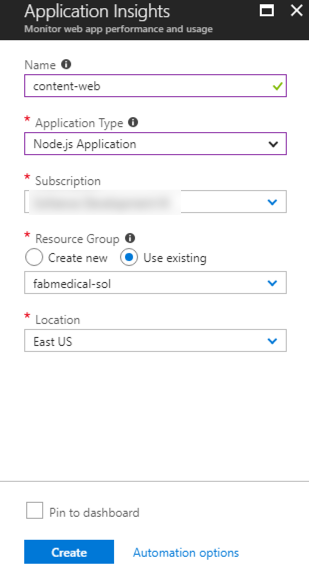 Application Insights
Monitor web app performance and usage
Name
content-web
* Application Type
Node.js Application
* Subscription
* Resource Group
Create new Use existing
fabmedical-sol
* Location
East US
Pin to dashboard
Create Automation options